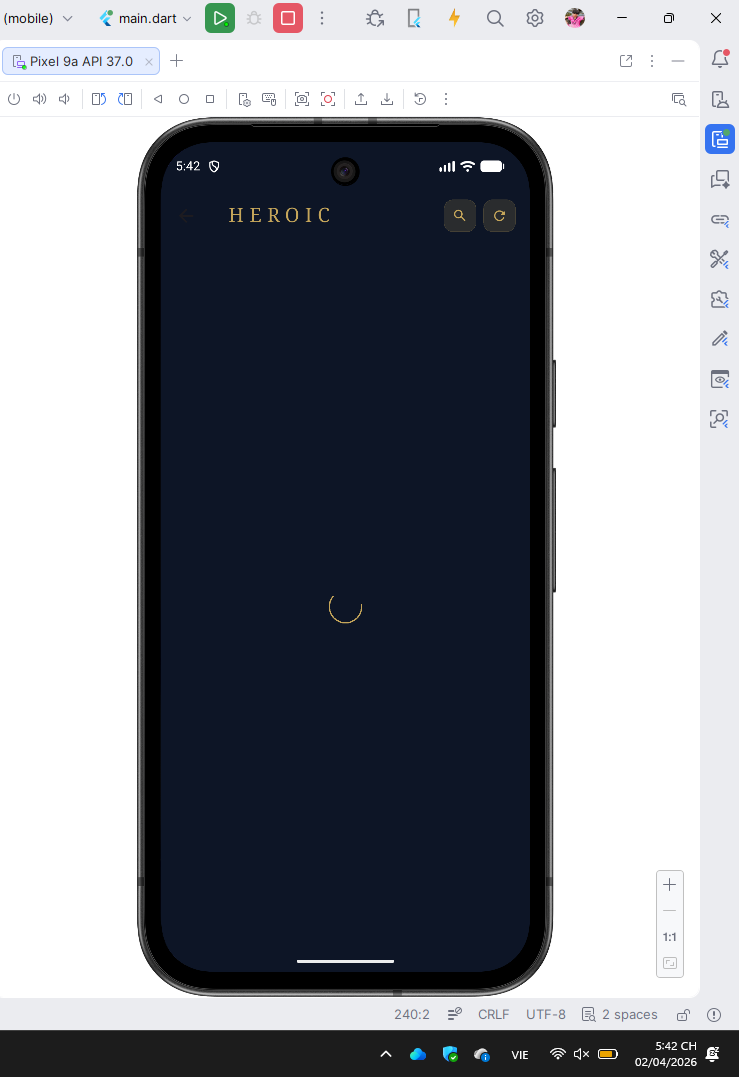 (mobile) main.dart
Pixel 9a API 37.0
5:42
HEROIC
1:1
240:2 CRLF UTF-8 2 spaces
VIE
5:42 CH
02/04/2026